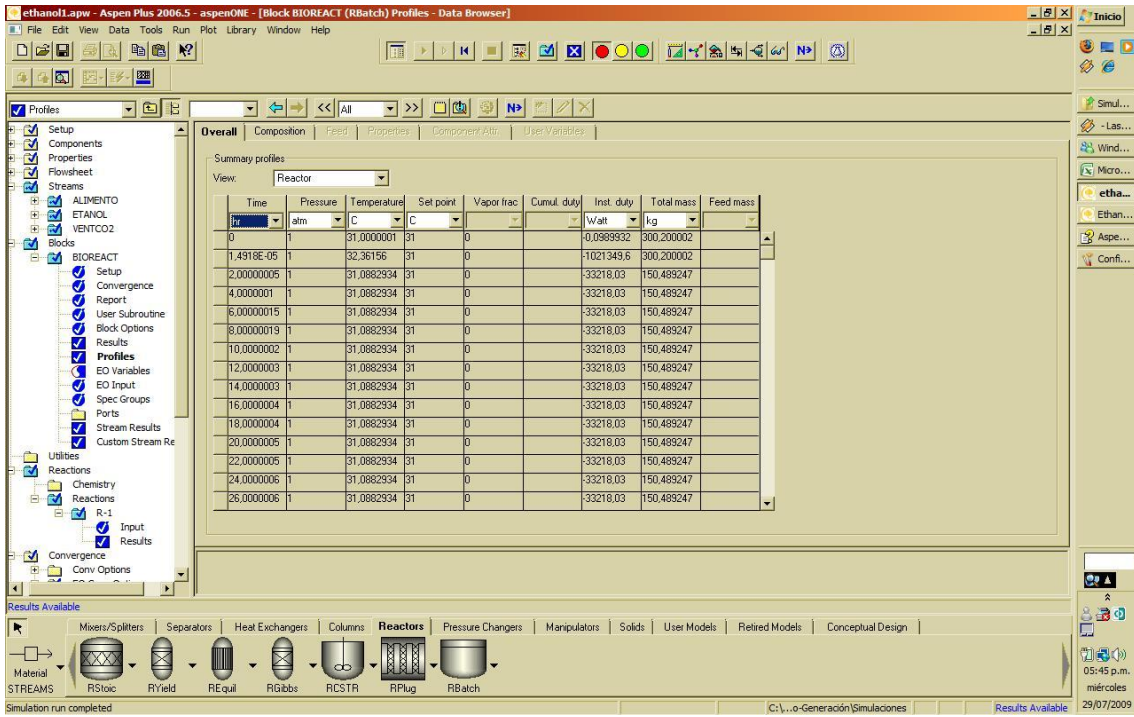 ethanol1.apw - Aspen Plus 2006.5 - aspenONE - [Block BIOREACT (RBatch) Profiles - Data Browser]
File Edit View Data Tools Run Plot Library Window Help
N>
Profiles
All
N>
Setup
Components
Properties
Flowsheet
Streams
ALIMENTO
ETANOL
VENTCO2
Blocks
BIOREACT
Setup
Convergence
Report
User Subroutine
Block Options
Results
Profiles
EO Variables
EO Input
Spec Groups
Ports
Stream Results
Custom Stream Re
Utilities
Reactions
Chemistry
Reactions
R-1
Input
Results
Convergence
Conv Options
Overall Composition Feed Properties Component Attr. User Variables
Summary profiles
View: Reactor
Time Pressure Temperature Set point Vapor frac Cumul. duty Inst. duty Total mass Feed mass
hr atm C C Watt kg
0 1 31,0000001 31 0 -0,0989932 300,200002
1,4918E-05 1 32,36156 31 0 -1021349,6 300,200002
2,00000005 1 31,0882934 31 0 -33218,03 150,489247
4,0000001 1 31,0882934 31 0 -33218,03 150,489247
6,00000015 1 31,0882934 31 0 -33218,03 150,489247
8,00000019 1 31,0882934 31 0 -33218,03 150,489247
10,0000002 1 31,0882934 31 0 -33218,03 150,489247
12,0000003 1 31,0882934 31 0 -33218,03 150,489247
14,0000003 1 31,0882934 31 0 -33218,03 150,489247
16,0000004 1 31,0882934 31 0 -33218,03 150,489247
18,0000004 1 31,0882934 31 0 -33218,03 150,489247
20,0000005 1 31,0882934 31 0 -33218,03 150,489247
22,0000005 1 31,0882934 31 0 -33218,03 150,489247
24,0000006 1 31,0882934 31 0 -33218,03 150,489247
26,0000006 1 31,0882934 31 0 -33218,03 150,489247
Results Available
Mixers/Splitters Separators Heat Exchangers Columns Reactors Pressure Changers Manipulators Solids User Models Retired Models Conceptual Design
Material
STREAMS RStoic RYield REquil RGibbs RCSTR RPlug RBatch
Simulation run completed C:\...o-Generación\Simulaciones Results Available
Inicio
Simul...
- Las...
Wind...
Micro...
etha...
Ethan...
Aspe...
Confi...
05:45 p.m.
miércoles
29/07/2009